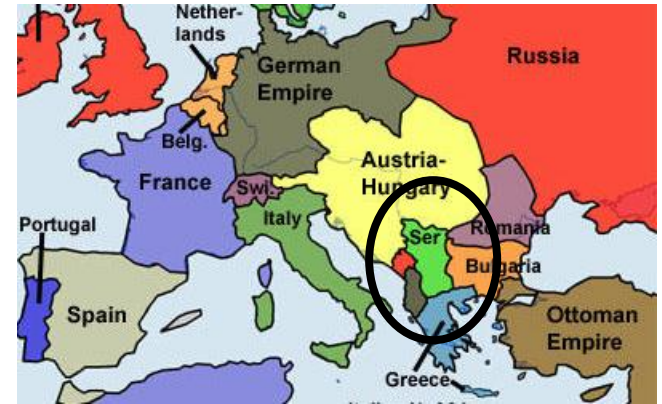 Nether-
lands
German
Empire
Russia
Belg.
Austria-
Hungary
France
Swi.
Italy
Portugal
Ser
Romania
Bulgaria
Spain
Ottoman
Empire
Greece